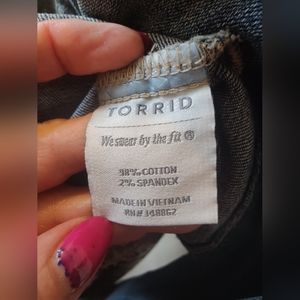 TORRID
We swear by the fit ®
98% COTTON
2% SPANDEX
MADE IN VIETNAM
RN# 148862